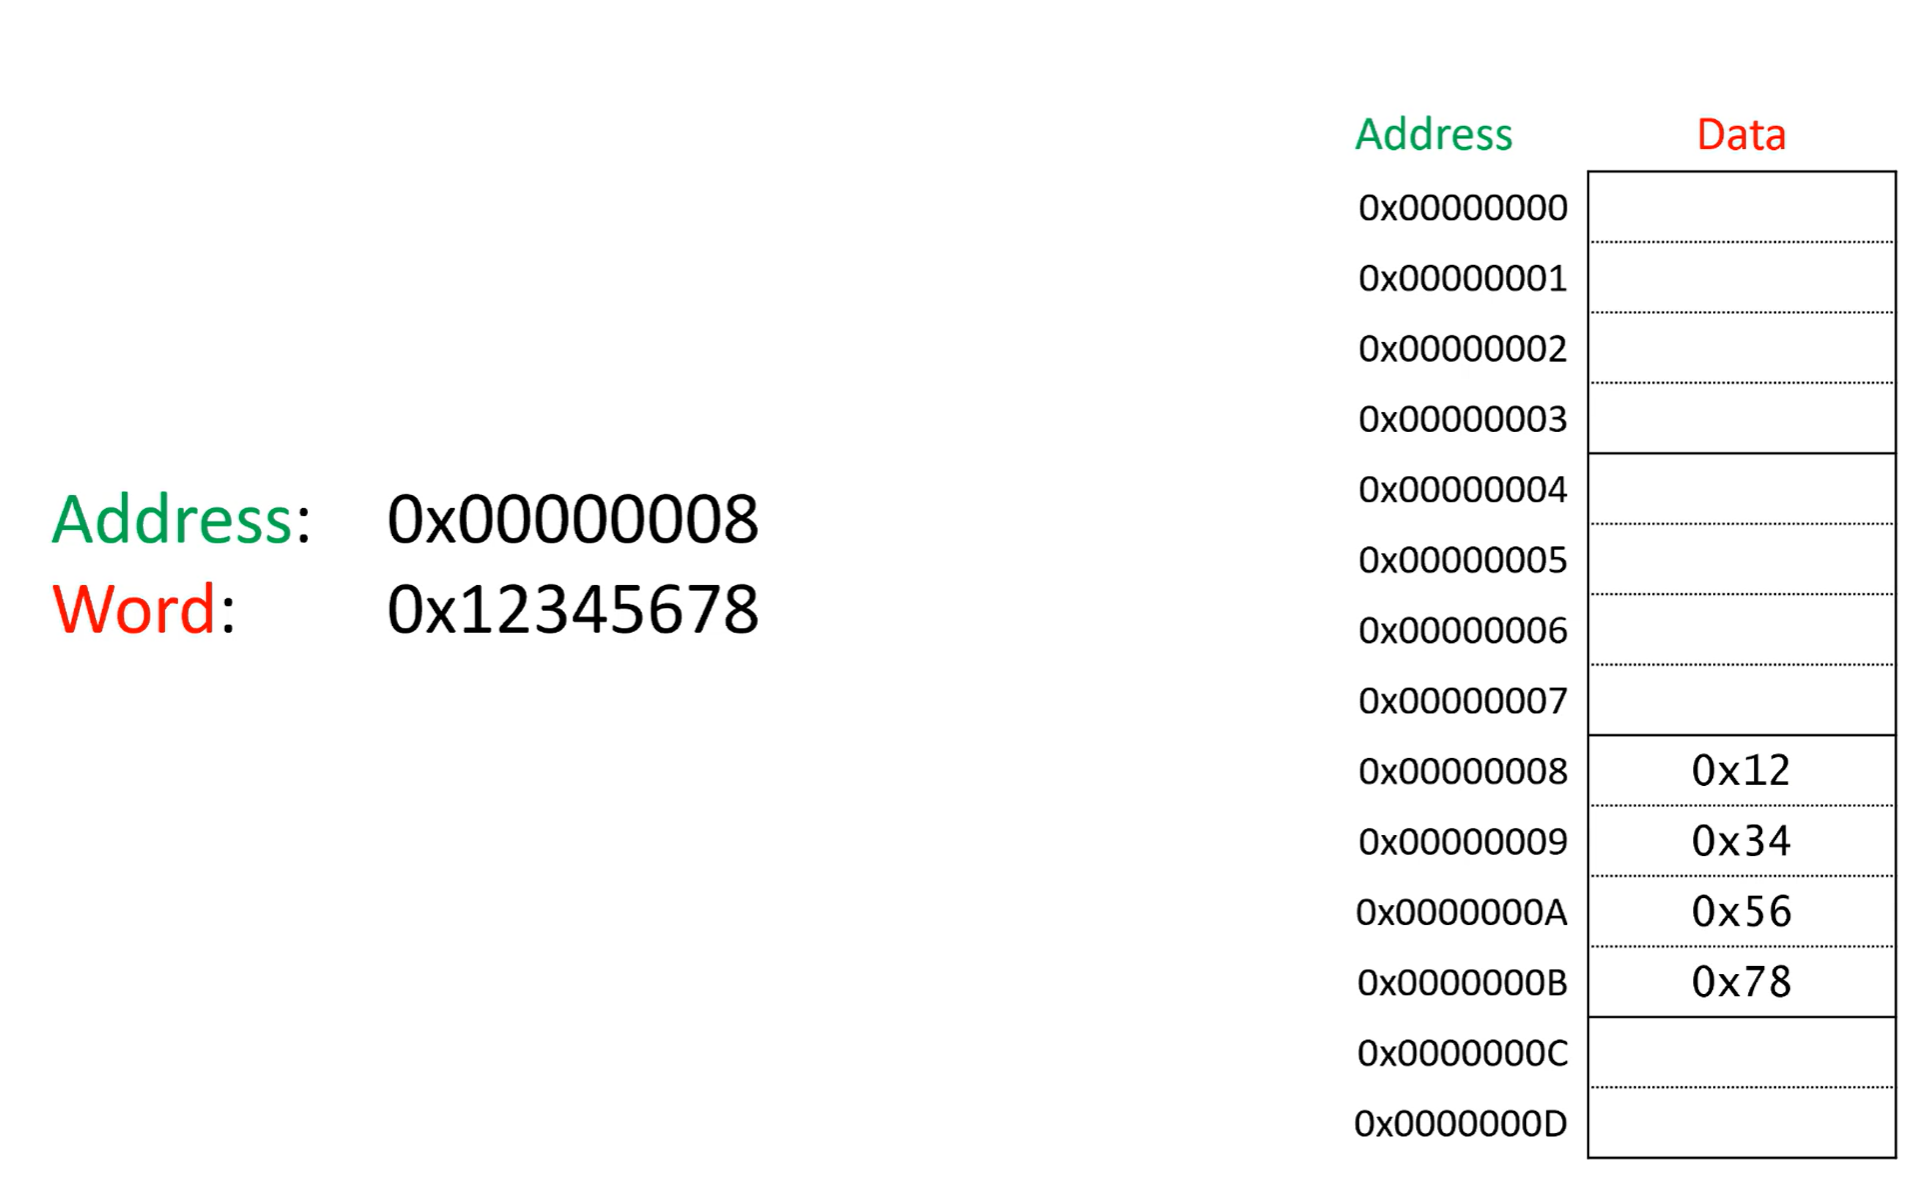 Address: 0x00000008
Word: 0x12345678
Address Data
0x00000000
0x00000001
0x00000002
0x00000003
0x00000004
0x00000005
0x00000006
0x00000007
0x00000008 0x12
0x00000009 0x34
0x0000000A 0x56
0x0000000B 0x78
0x0000000C
0x0000000D